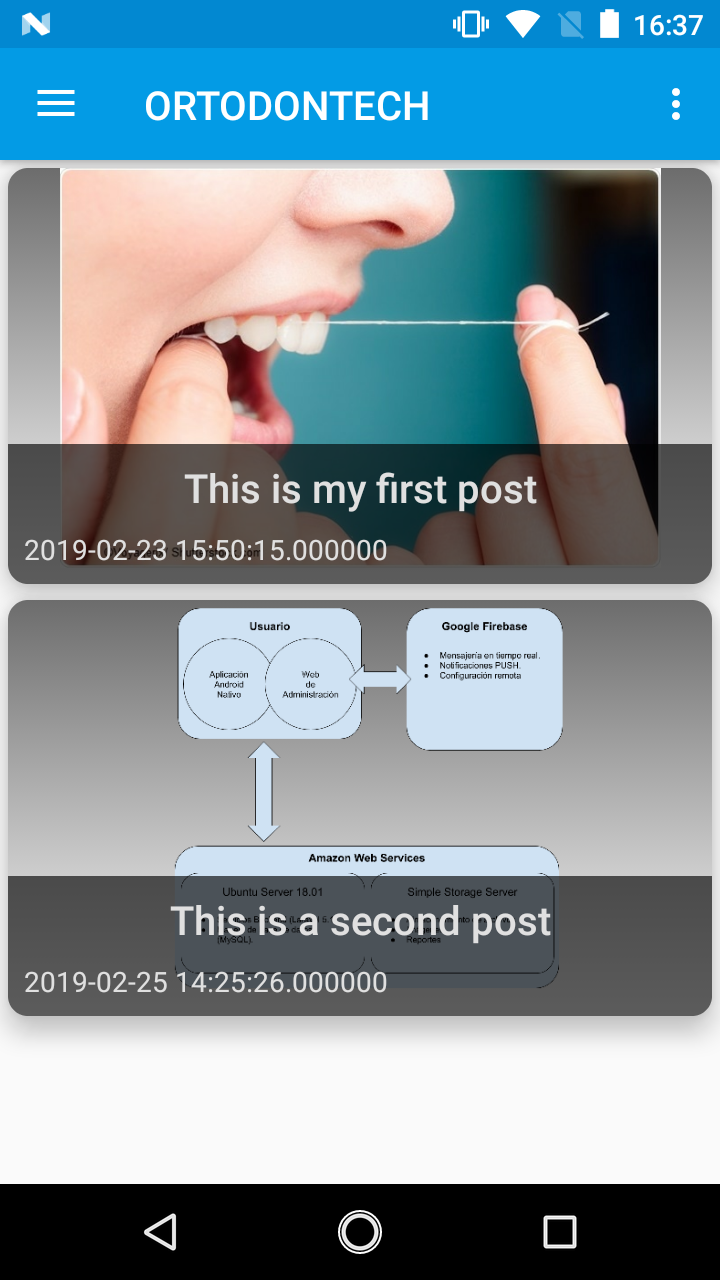 16:37
ORTODONTECH
This is my first post
2019-02-23 15:50:15.000000
Usuario
Google Firebase
Aplicación
Android
Nativo
Web
de
Administración
● Mensajería en tiempo real.
● Notificaciones PUSH.
● Configuración remota
Amazon Web Services
Ubuntu Server 18.01
Simple Storage Server
This is a second post
(MySQL).
● Reportes
2019-02-25 14:25:26.000000